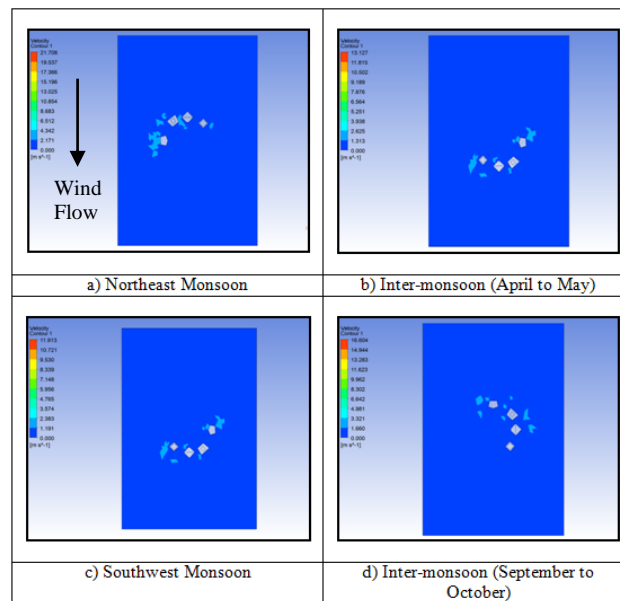 Velocity
Contour 1
21.708
19.537
17.366
15.196
13.025
10.854
8.683
6.512
4.342
2.171
0.000
[m s^-1]
Wind
Flow
a) Northeast Monsoon
Velocity
Contour 1
13.127
11.815
10.502
9.189
7.876
6.564
5.251
3.938
2.625
1.313
0.000
[m s^-1]
b) Inter-monsoon (April to May)
Velocity
Contour 1
11.913
10.721
9.530
8.339
7.148
5.956
4.765
3.574
2.383
1.191
0.000
[m s^-1]
c) Southwest Monsoon
Velocity
Contour 1
16.604
14.944
13.283
11.623
9.962
8.302
6.642
4.981
3.321
1.660
0.000
[m s^-1]
d) Inter-monsoon (September to
October)